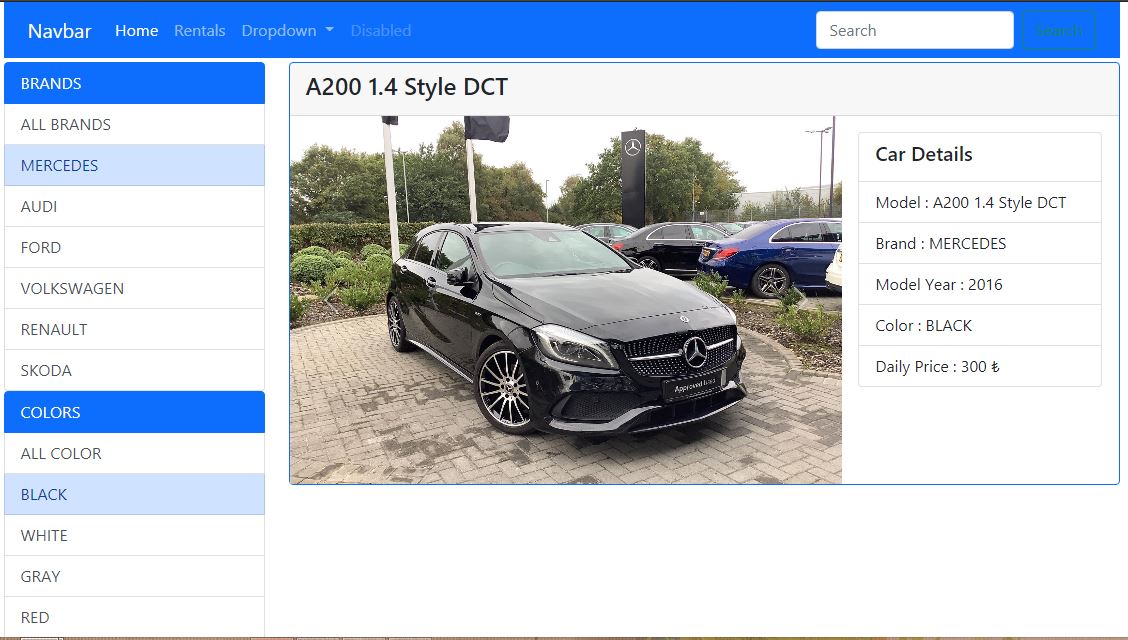 Navbar Home Rentals Dropdown Disabled Search Search
BRANDS
ALL BRANDS
MERCEDES
AUDI
FORD
VOLKSWAGEN
RENAULT
SKODA
COLORS
ALL COLOR
BLACK
WHITE
GRAY
RED
A200 1.4 Style DCT
Approved Used
Car Details
Model : A200 1.4 Style DCT
Brand : MERCEDES
Model Year : 2016
Color : BLACK
Daily Price : 300 ₺